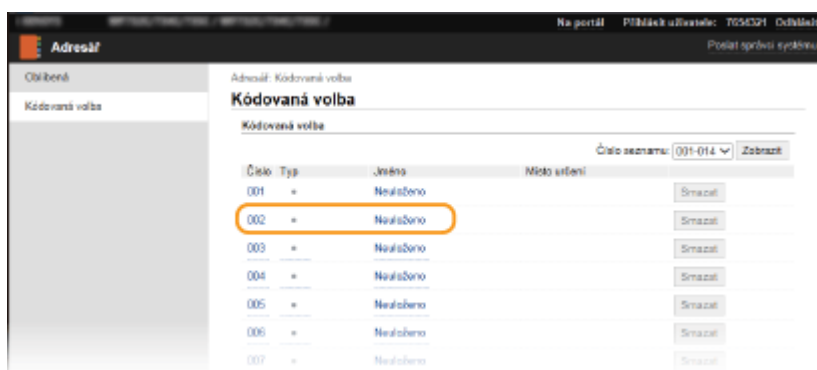 Na portál Přihlásit uživatele: 7654321 Odhlásit
Adresář
Poslat správci systému
Oblíbená
Kódovaná volba
Adresář: Kódovaná volba
Kódovaná volba
Kódovaná volba
Číslo seznamu: 001-014 Zobrazit
Číslo Typ Jméno Místo určení
001 Neuloženo Smazat
002 Neuloženo Smazat
003 Neuloženo Smazat
004 Neuloženo Smazat
005 Neuloženo Smazat
006 Neuloženo Smazat
007 Neuloženo Smazat